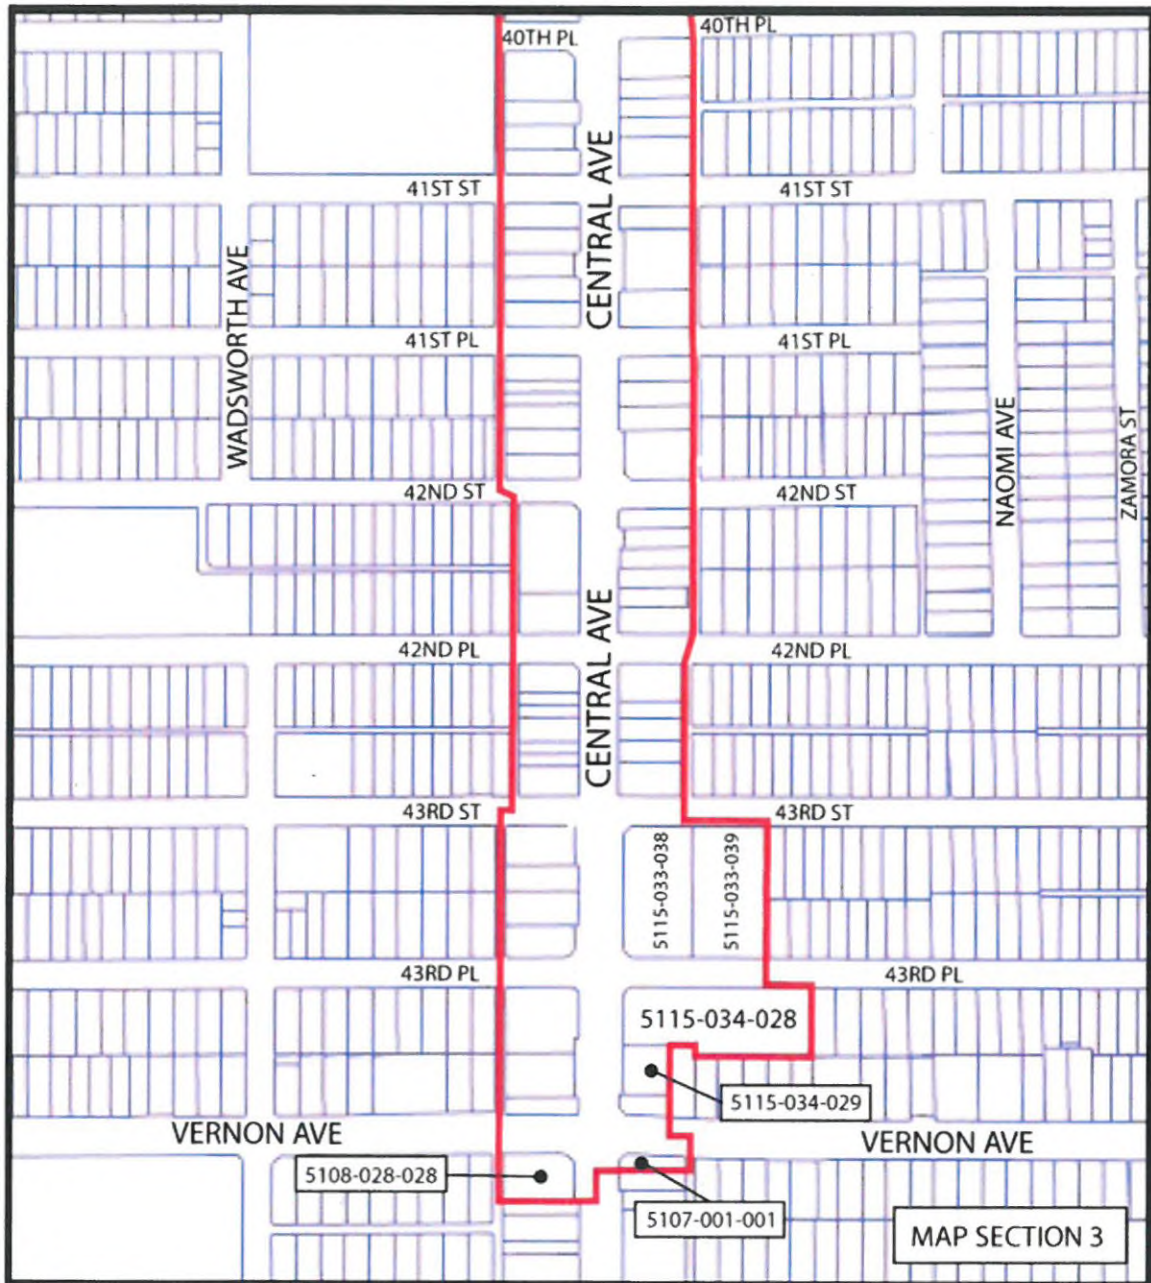 40TH PL
40TH PL
CENTRAL AVE
41ST ST
41ST ST
WADSWORTH AVE
41ST PL
41ST PL
NAOMI AVE
ZAMORA ST
42ND ST
42ND ST
CENTRAL AVE
42ND PL
42ND PL
43RD ST
43RD ST
5115-033-038
5115-033-039
43RD PL
43RD PL
5115-034-028
5115-034-029
VERNON AVE
VERNON AVE
5108-028-028
5107-001-001
MAP SECTION 3